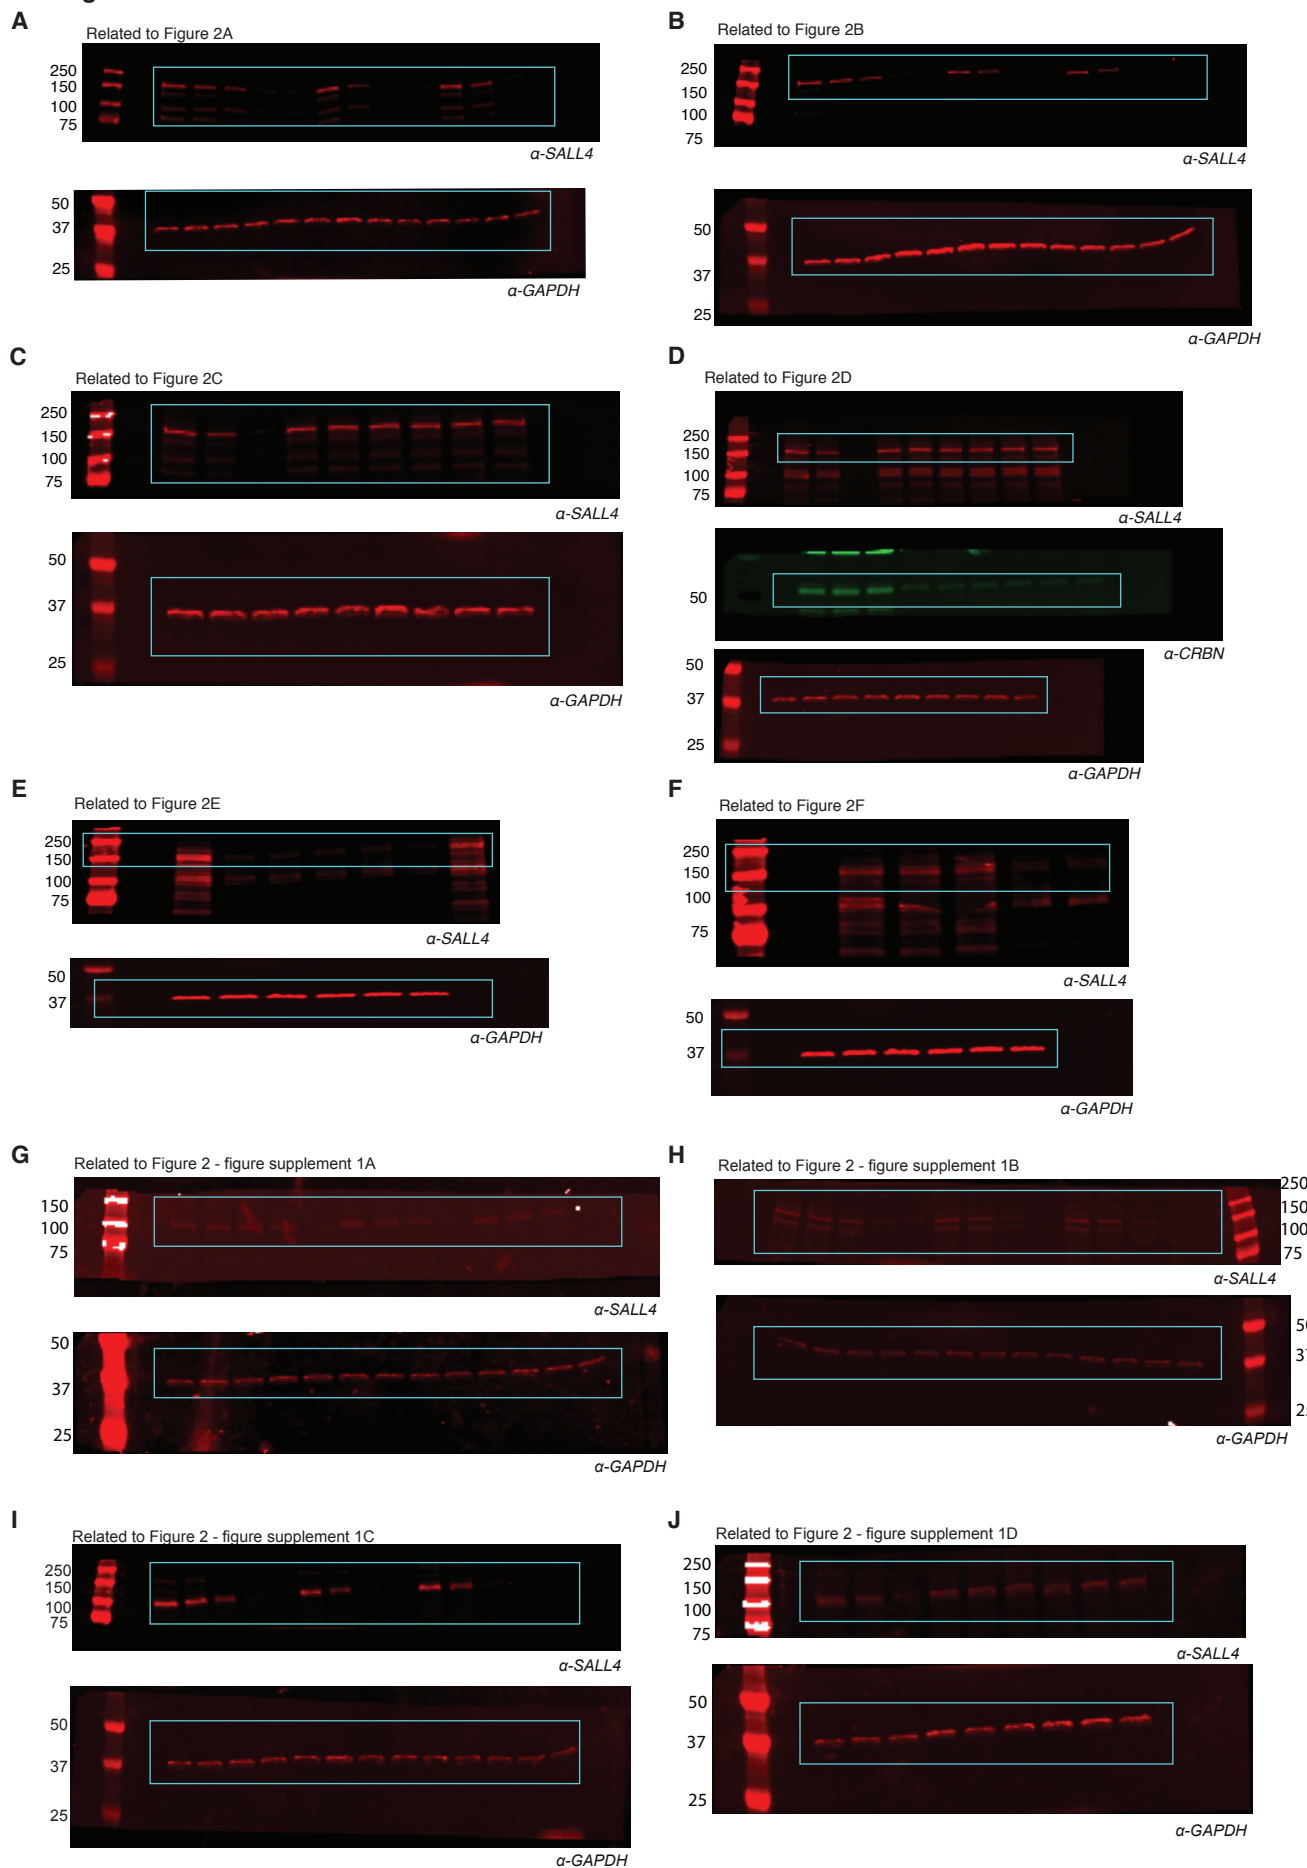 A
Related to Figure 2A
250
150
100
75
α-SALL4
50
37
25
α-GAPDH
B
Related to Figure 2B
250
150
100
75
α-SALL4
50
37
25
α-GAPDH
C
Related to Figure 2C
250
150
100
75
α-SALL4
50
37
25
α-GAPDH
D
Related to Figure 2D
250
150
100
75
α-SALL4
50
α-CRBN
50
37
25
α-GAPDH
E
Related to Figure 2E
250
150
100
75
α-SALL4
50
37
α-GAPDH
F
Related to Figure 2F
250
150
100
75
α-SALL4
50
37
α-GAPDH
G
Related to Figure 2 - figure supplement 1A
150
100
75
α-SALL4
50
37
25
α-GAPDH
H
Related to Figure 2 - figure supplement 1B
250
150
100
75
α-SALL4
α-GAPDH
I
Related to Figure 2 - figure supplement 1C
250
150
100
75
α-SALL4
50
37
25
α-GAPDH
J
Related to Figure 2 - figure supplement 1D
250
150
100
75
α-SALL4
50
37
25
α-GAPDH